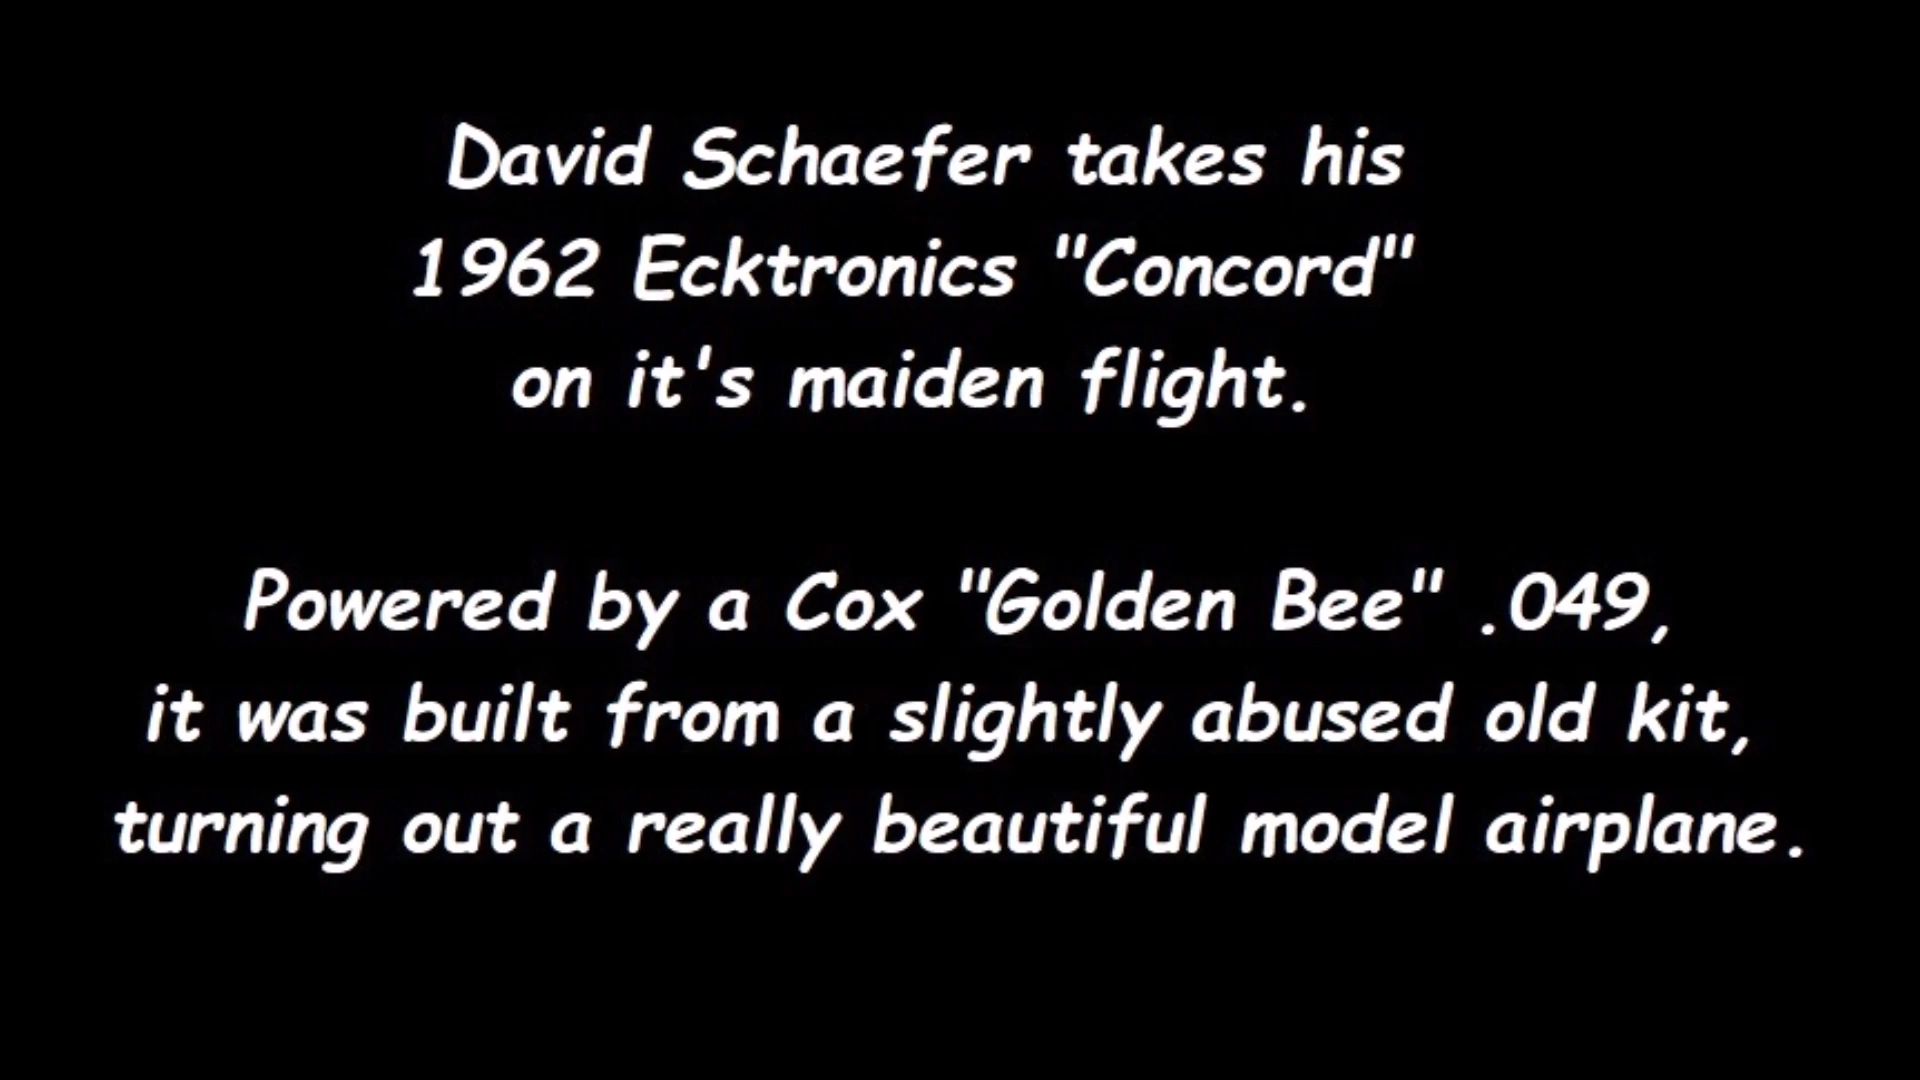 David Schaefer takes his
1962 Ecktronics "Concord"
on it's maiden flight.
Powered by a Cox "Golden Bee" .049,
it was built from a slightly abused old kit,
turning out a really beautiful model airplane.